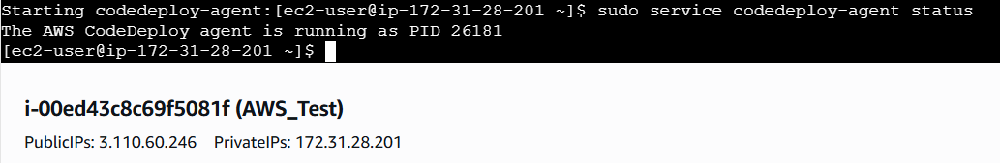 Starting codedeploy-agent:[ec2-user@ip-172-31-28-201 ~]$ sudo service codedeploy-agent status
The AWS CodeDeploy agent is running as PID 26181
[ec2-user@ip-172-31-28-201 ~]$
i-00ed43c8c69f5081f (AWS_Test)
PublicIPs: 3.110.60.246 PrivateIPs: 172.31.28.201